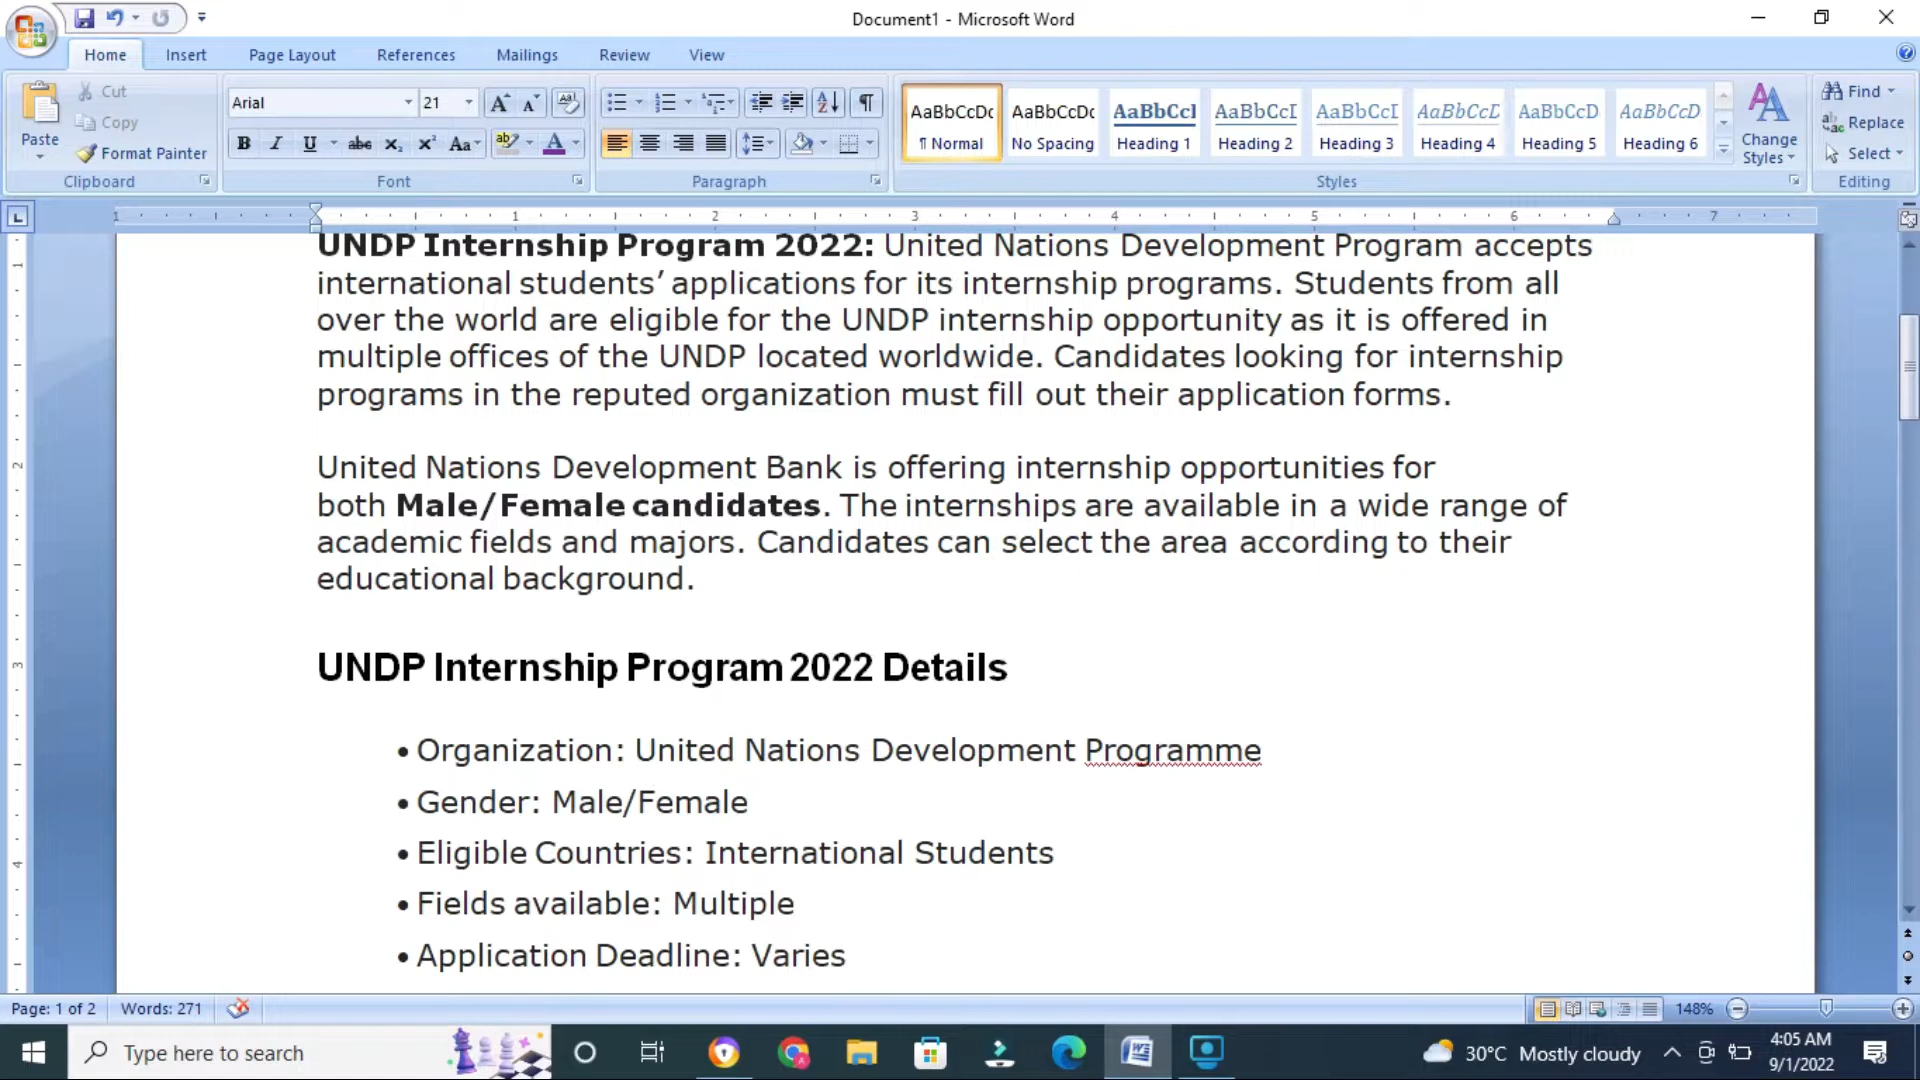 Document1 - Microsoft Word
Home Insert Page Layout References Mailings Review View
Paste
Cut
Copy
Format Painter
Clipboard
Arial 21
Font
Paragraph
AaBbCcDc AaBbCcDc AaBbCcI AaBbCcI AaBbCcI AaBbCcL AaBbCcD AaBbCcD
¶ Normal No Spacing Heading 1 Heading 2 Heading 3 Heading 4 Heading 5 Heading 6
Change
Styles
Styles
Find
Replace
Select
Editing
1 1 2 3 4 5 6 7
UNDP Internship Program 2022: United Nations Development Program accepts
international students’ applications for its internship programs. Students from all
over the world are eligible for the UNDP internship opportunity as it is offered in
multiple offices of the UNDP located worldwide. Candidates looking for internship
programs in the reputed organization must fill out their application forms.
United Nations Development Bank is offering internship opportunities for
both Male/Female candidates. The internships are available in a wide range of
academic fields and majors. Candidates can select the area according to their
educational background.
UNDP Internship Program 2022 Details
• Organization: United Nations Development Programme
• Gender: Male/Female
• Eligible Countries: International Students
• Fields available: Multiple
• Application Deadline: Varies
Page: 1 of 2 Words: 271 148%
Type here to search
30°C Mostly cloudy
4:05 AM
9/1/2022